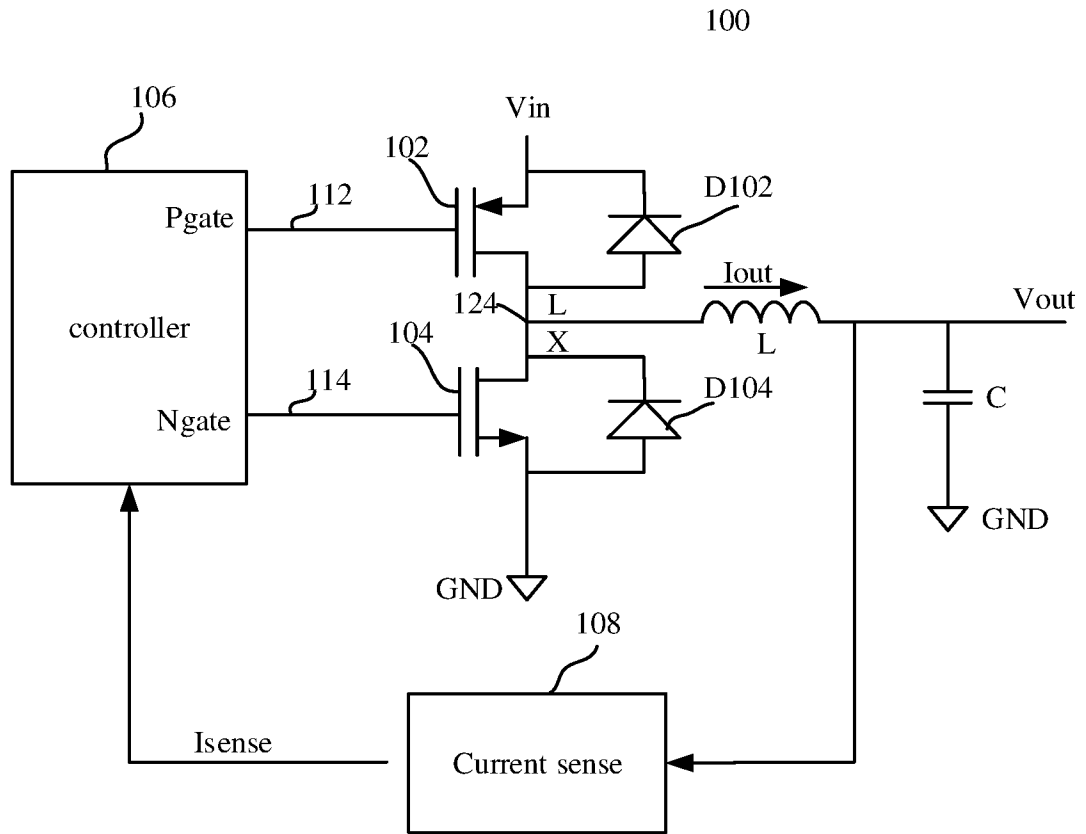 100
106
Vin
102
D102
Pgate
112
Iout
124
L
Vout
controller
X
L
104
D104
114
C
Ngate
GND
GND
108
Isense
Current sense